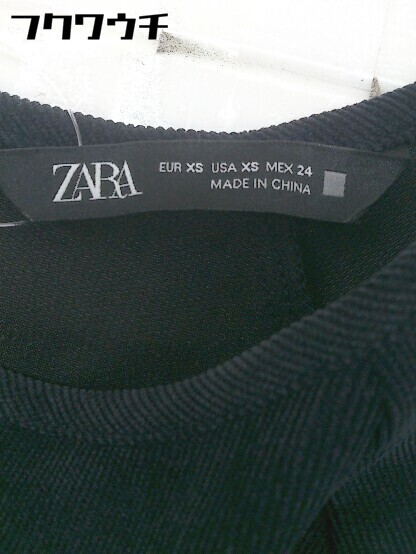 フクワウチ
ZARA
EUR XS USA XS MEX 24
MADE IN CHINA